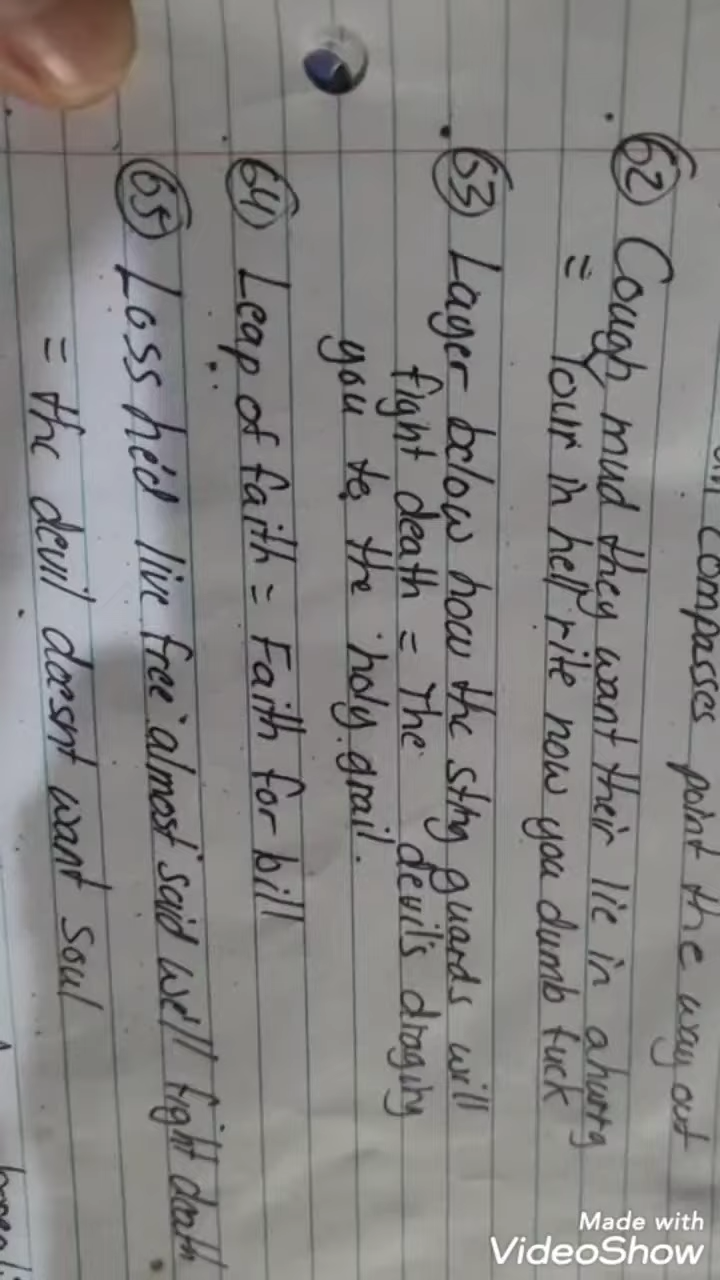 compasses point the way out
62 Cough mud they want their lie in a hurry
= Your in hell rite now you dumb fuck
63 Layer below how the sthg guards will
fight death = The devil's dragging
you to the holy grail.
64 Leap of faith = Faith for bill
65 Loss he'd live free almost said we'll fight death
= the devil doesnt want soul
Made with
VideoShow